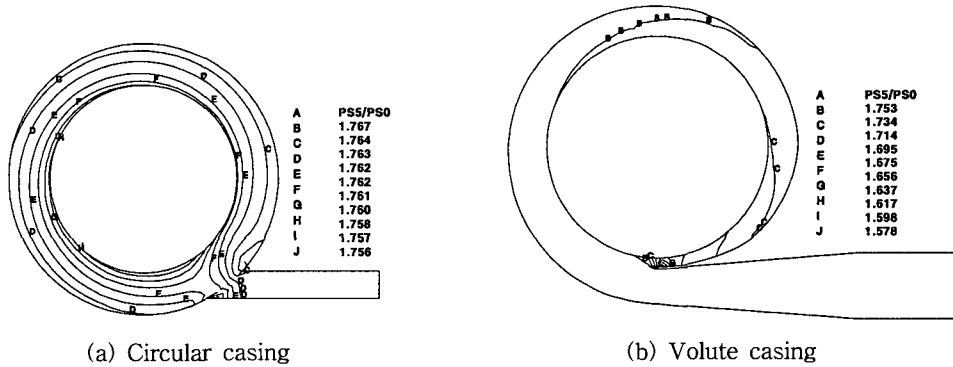 A
B
C
D
E
F
G
H
I
J
PS5/PS0
1.767
1.764
1.763
1.762
1.762
1.761
1.760
1.758
1.757
1.756
(a) Circular casing
A
B
C
D
E
F
G
H
I
J
PS5/PS0
1.753
1.734
1.714
1.695
1.675
1.656
1.637
1.617
1.598
1.578
(b) Volute casing